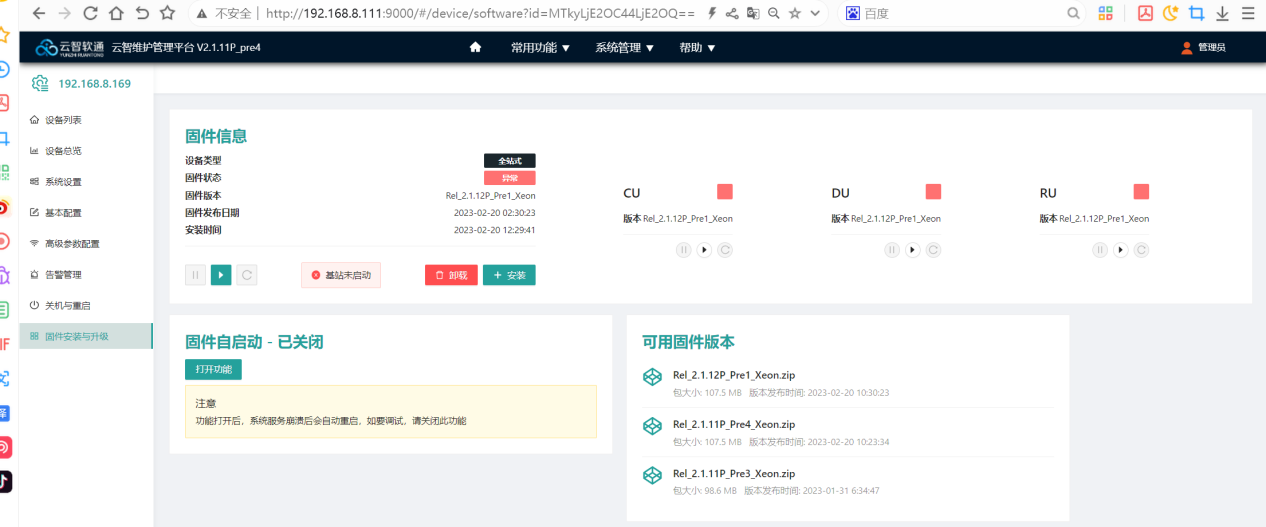 不安全 http://192.168.8.111:9000/#/device/software?id=MTkyLjE2OC44LjE2OQ== 百度
云智软通 YUNZHI RUANTONG 云智维护管理平台 V2.1.11P_pre4 常用功能 ▼ 系统管理 ▼ 帮助 ▼ 管理员
192.168.8.169
设备列表
设备总览
系统设置
基本配置
高级参数配置
告警管理
关机与重启
固件安装与升级
固件信息
设备类型 全站式
固件状态 异常
固件版本 Rel_2.1.12P_Pre1_Xeon
固件发布日期 2023-02-20 02:30:23
安装时间 2023-02-20 12:29:41
基站未启动 卸载 + 安装
CU
版本 Rel_2.1.12P_Pre1_Xeon
DU
版本 Rel_2.1.12P_Pre1_Xeon
RU
版本 Rel_2.1.12P_Pre1_Xeon
固件自启动 - 已关闭
打开功能
注意
功能打开后，系统服务崩溃后会自动重启，如要调试，请关闭此功能
可用固件版本
Rel_2.1.12P_Pre1_Xeon.zip
包大小: 107.5 MB 版本发布时间: 2023-02-20 10:30:23
Rel_2.1.11P_Pre4_Xeon.zip
包大小: 107.5 MB 版本发布时间: 2023-02-20 10:23:34
Rel_2.1.11P_Pre3_Xeon.zip
包大小: 98.6 MB 版本发布时间: 2023-01-31 6:34:47